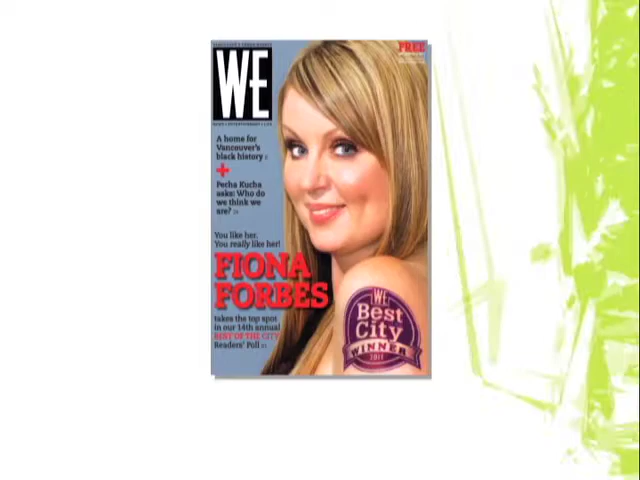 FREE
WE
A home for
Vancouver's
black history
+
Pecha Kucha
asks: Who do
we think we
are?
You like her.
You really like her!
FIONA
FORBES
takes the top spot
in our 14th annual
BEST OF THE CITY
Readers' Poll
WE
Best
City
WINNER
2011